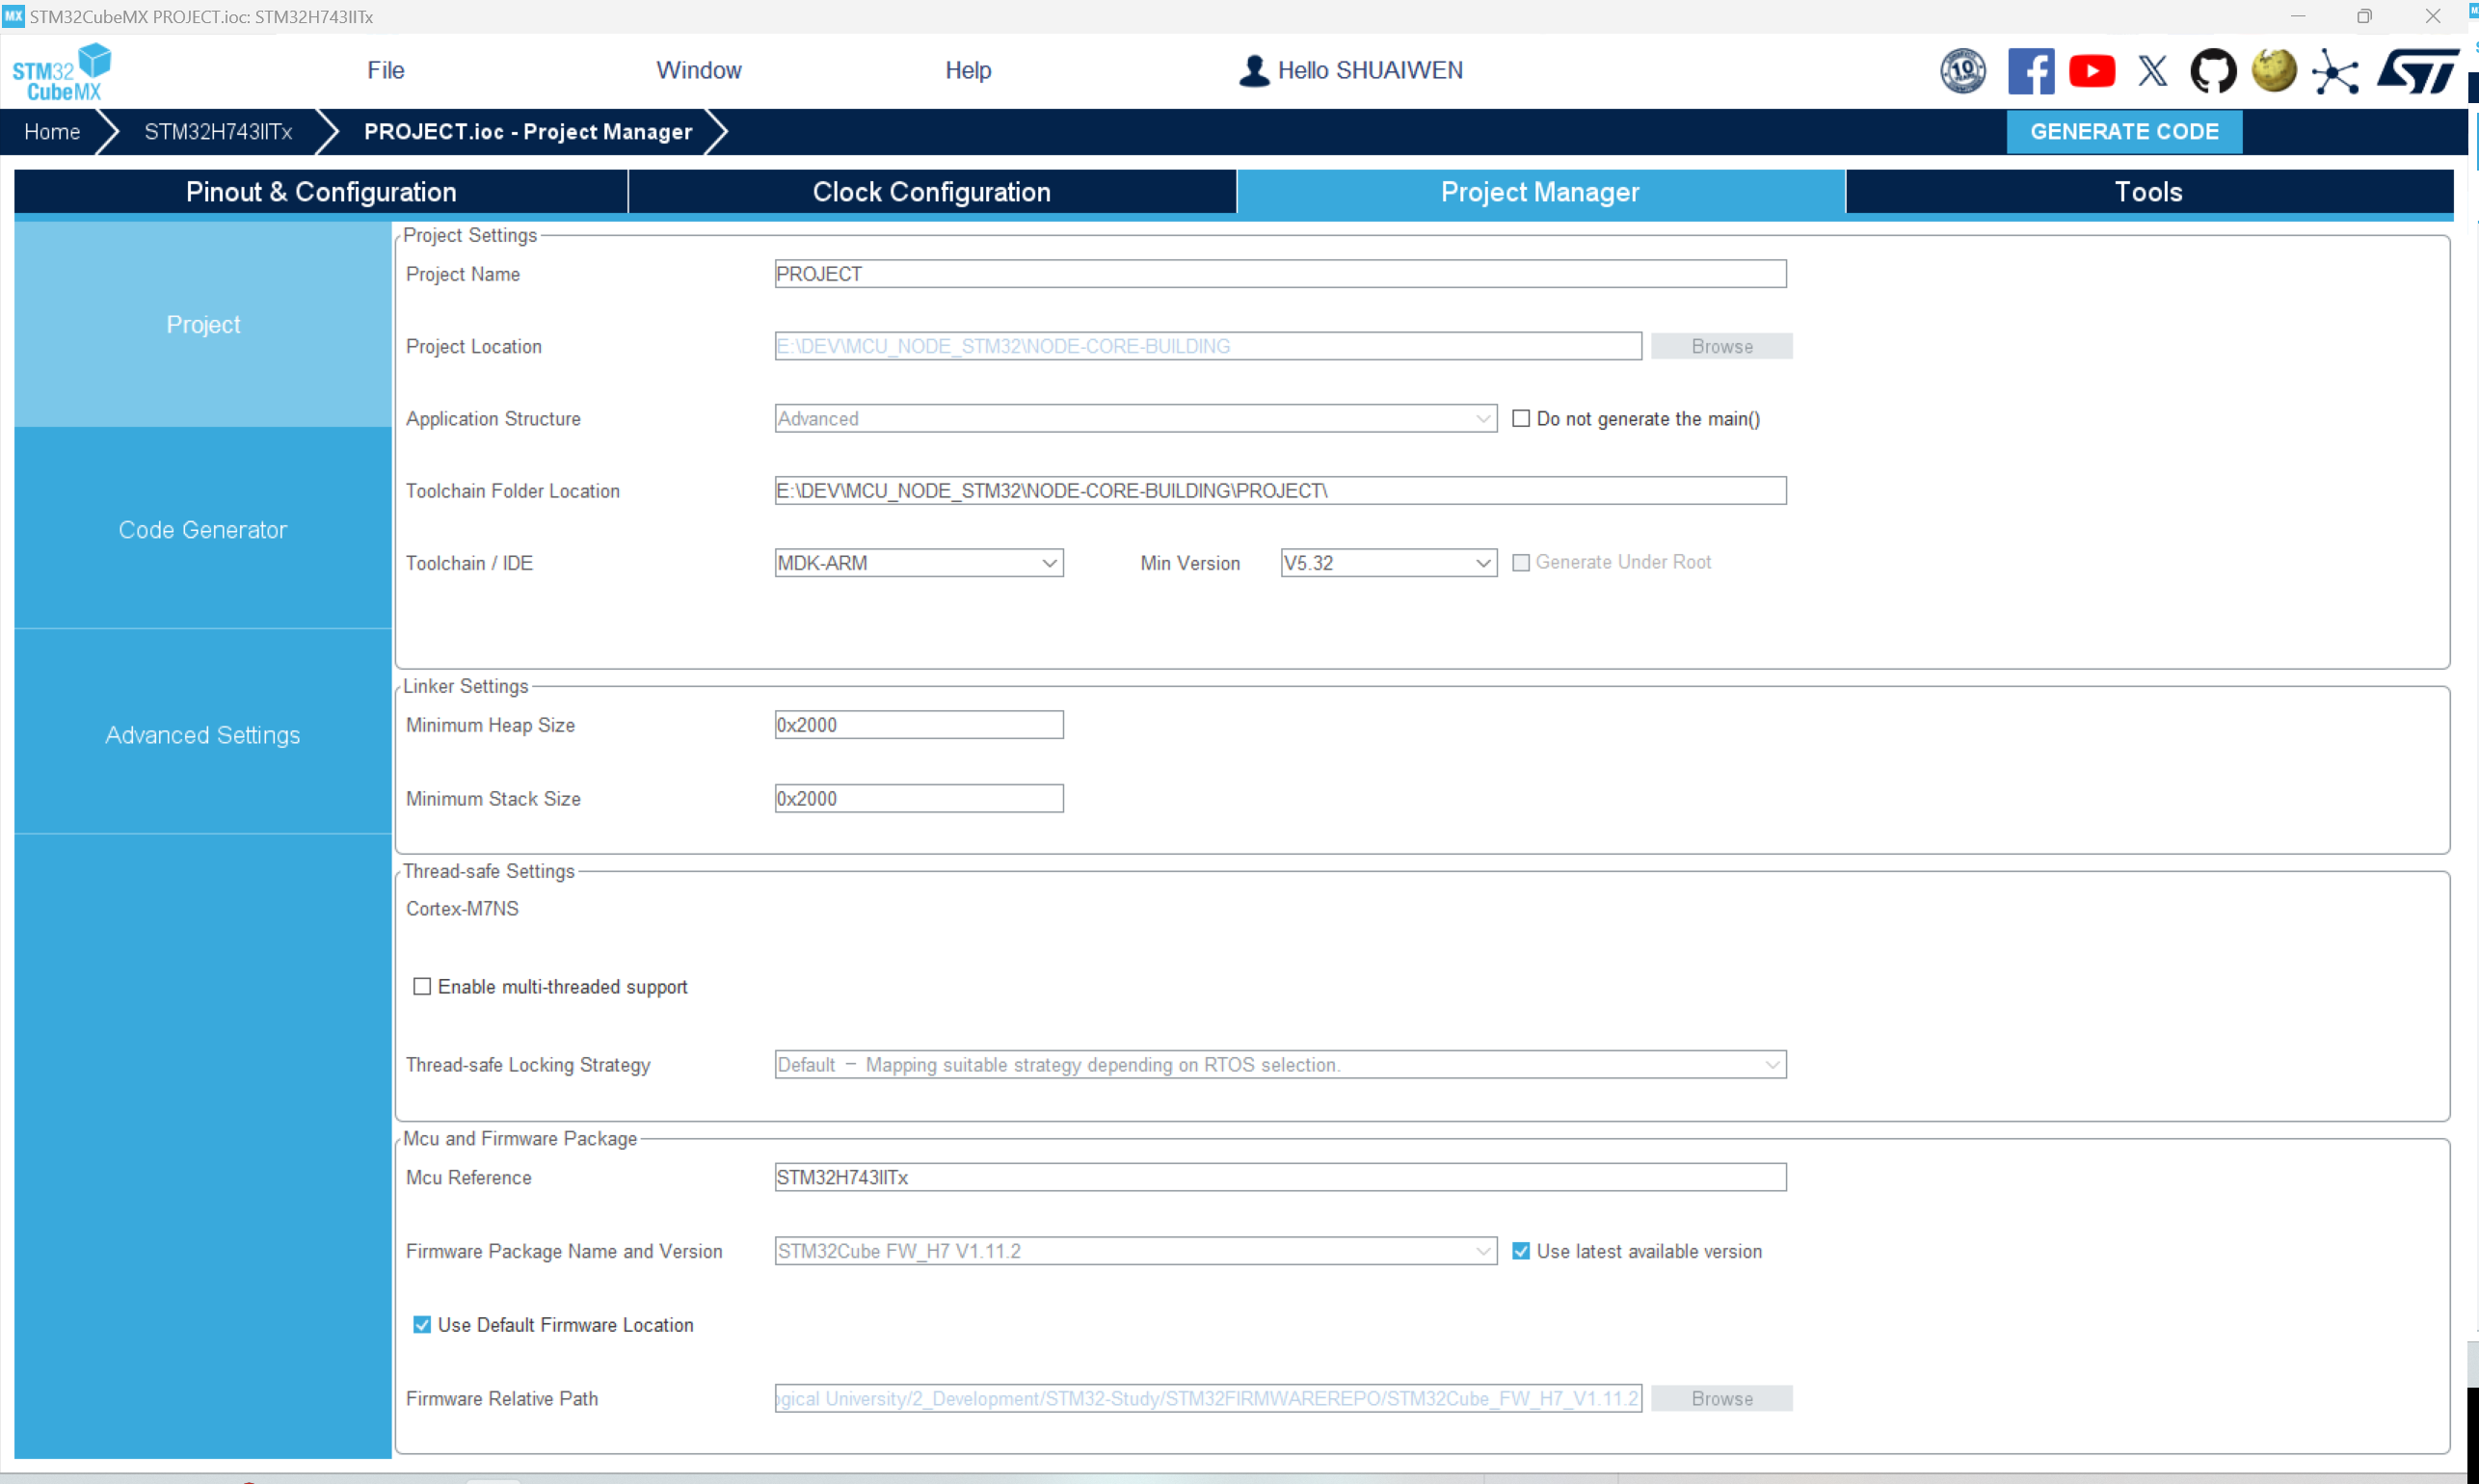 MX STM32CubeMX PROJECT.ioc: STM32H743IITx
STM32 CubeMX
File Window Help Hello SHUAIWEN
10
Home STM32H743IITx PROJECT.ioc - Project Manager GENERATE CODE
Pinout & Configuration Clock Configuration Project Manager Tools
Project
Code Generator
Advanced Settings
Project Settings
Project Name PROJECT
Project Location E:\DEV\MCU_NODE_STM32\NODE-CORE-BUILDING Browse
Application Structure Advanced Do not generate the main()
Toolchain Folder Location E:\DEV\MCU_NODE_STM32\NODE-CORE-BUILDING\PROJECT\
Toolchain / IDE MDK-ARM Min Version V5.32 Generate Under Root
Linker Settings
Minimum Heap Size 0x2000
Minimum Stack Size 0x2000
Thread-safe Settings
Cortex-M7NS
Enable multi-threaded support
Thread-safe Locking Strategy Default – Mapping suitable strategy depending on RTOS selection.
Mcu and Firmware Package
Mcu Reference STM32H743IITx
Firmware Package Name and Version STM32Cube FW_H7 V1.11.2 Use latest available version
Use Default Firmware Location
Firmware Relative Path ogical University/2_Development/STM32-Study/STM32FIRMWAREREPO/STM32Cube_FW_H7_V1.11.2 Browse